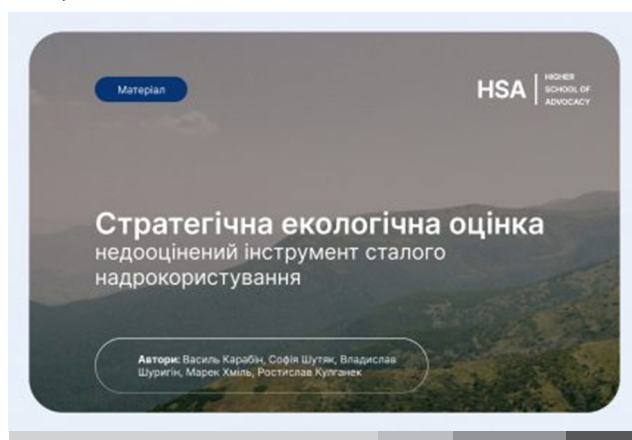 Матеріал
HSA
HIGHER
SCHOOL OF
ADVOCACY
Стратегічна екологічна оцінка
недооцінений інструмент сталого
надрокористування
Автори: Василь Карабін, Софія Шутяк, Владислав
Шуригін, Марек Хміль, Ростислав Кулганек